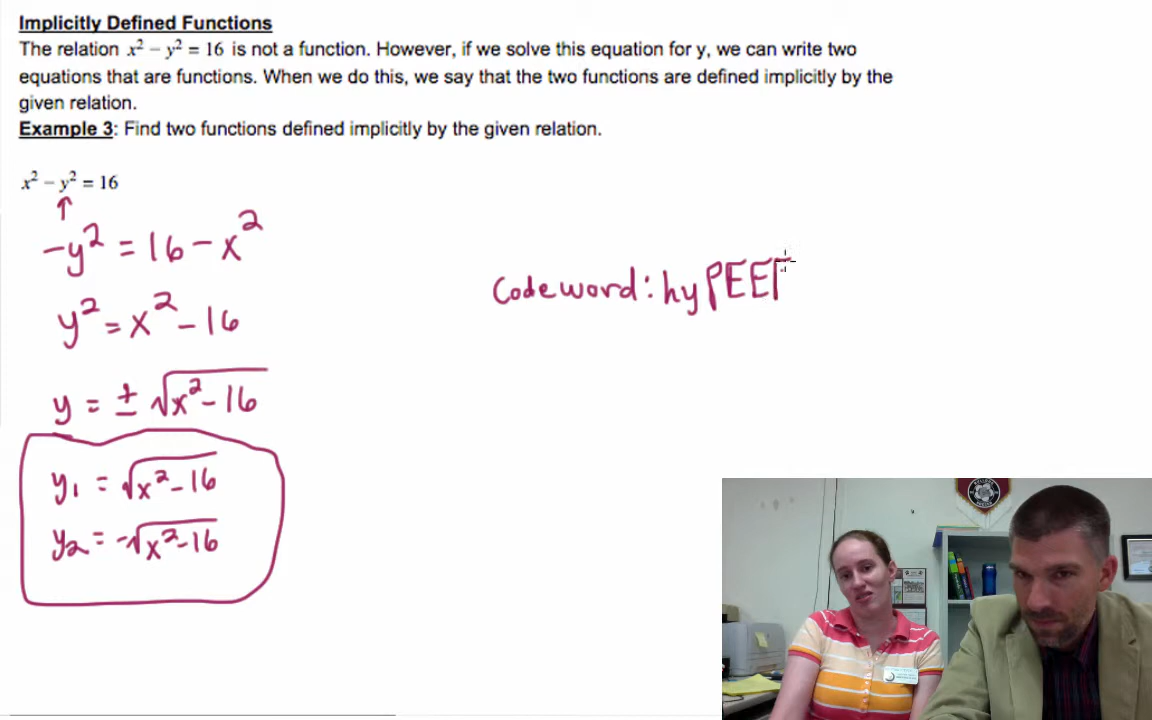 Implicitly Defined Functions
The relation x² − y² = 16 is not a function. However, if we solve this equation for y, we can write two
equations that are functions. When we do this, we say that the two functions are defined implicitly by the
given relation.
Example 3: Find two functions defined implicitly by the given relation.
x² − y² = 16
-y² = 16 - x²
y² = x² - 16
y = ± √x² - 16
y₁ = √x² - 16
y₂ = -√x² - 16
Codeword: hyPEEF